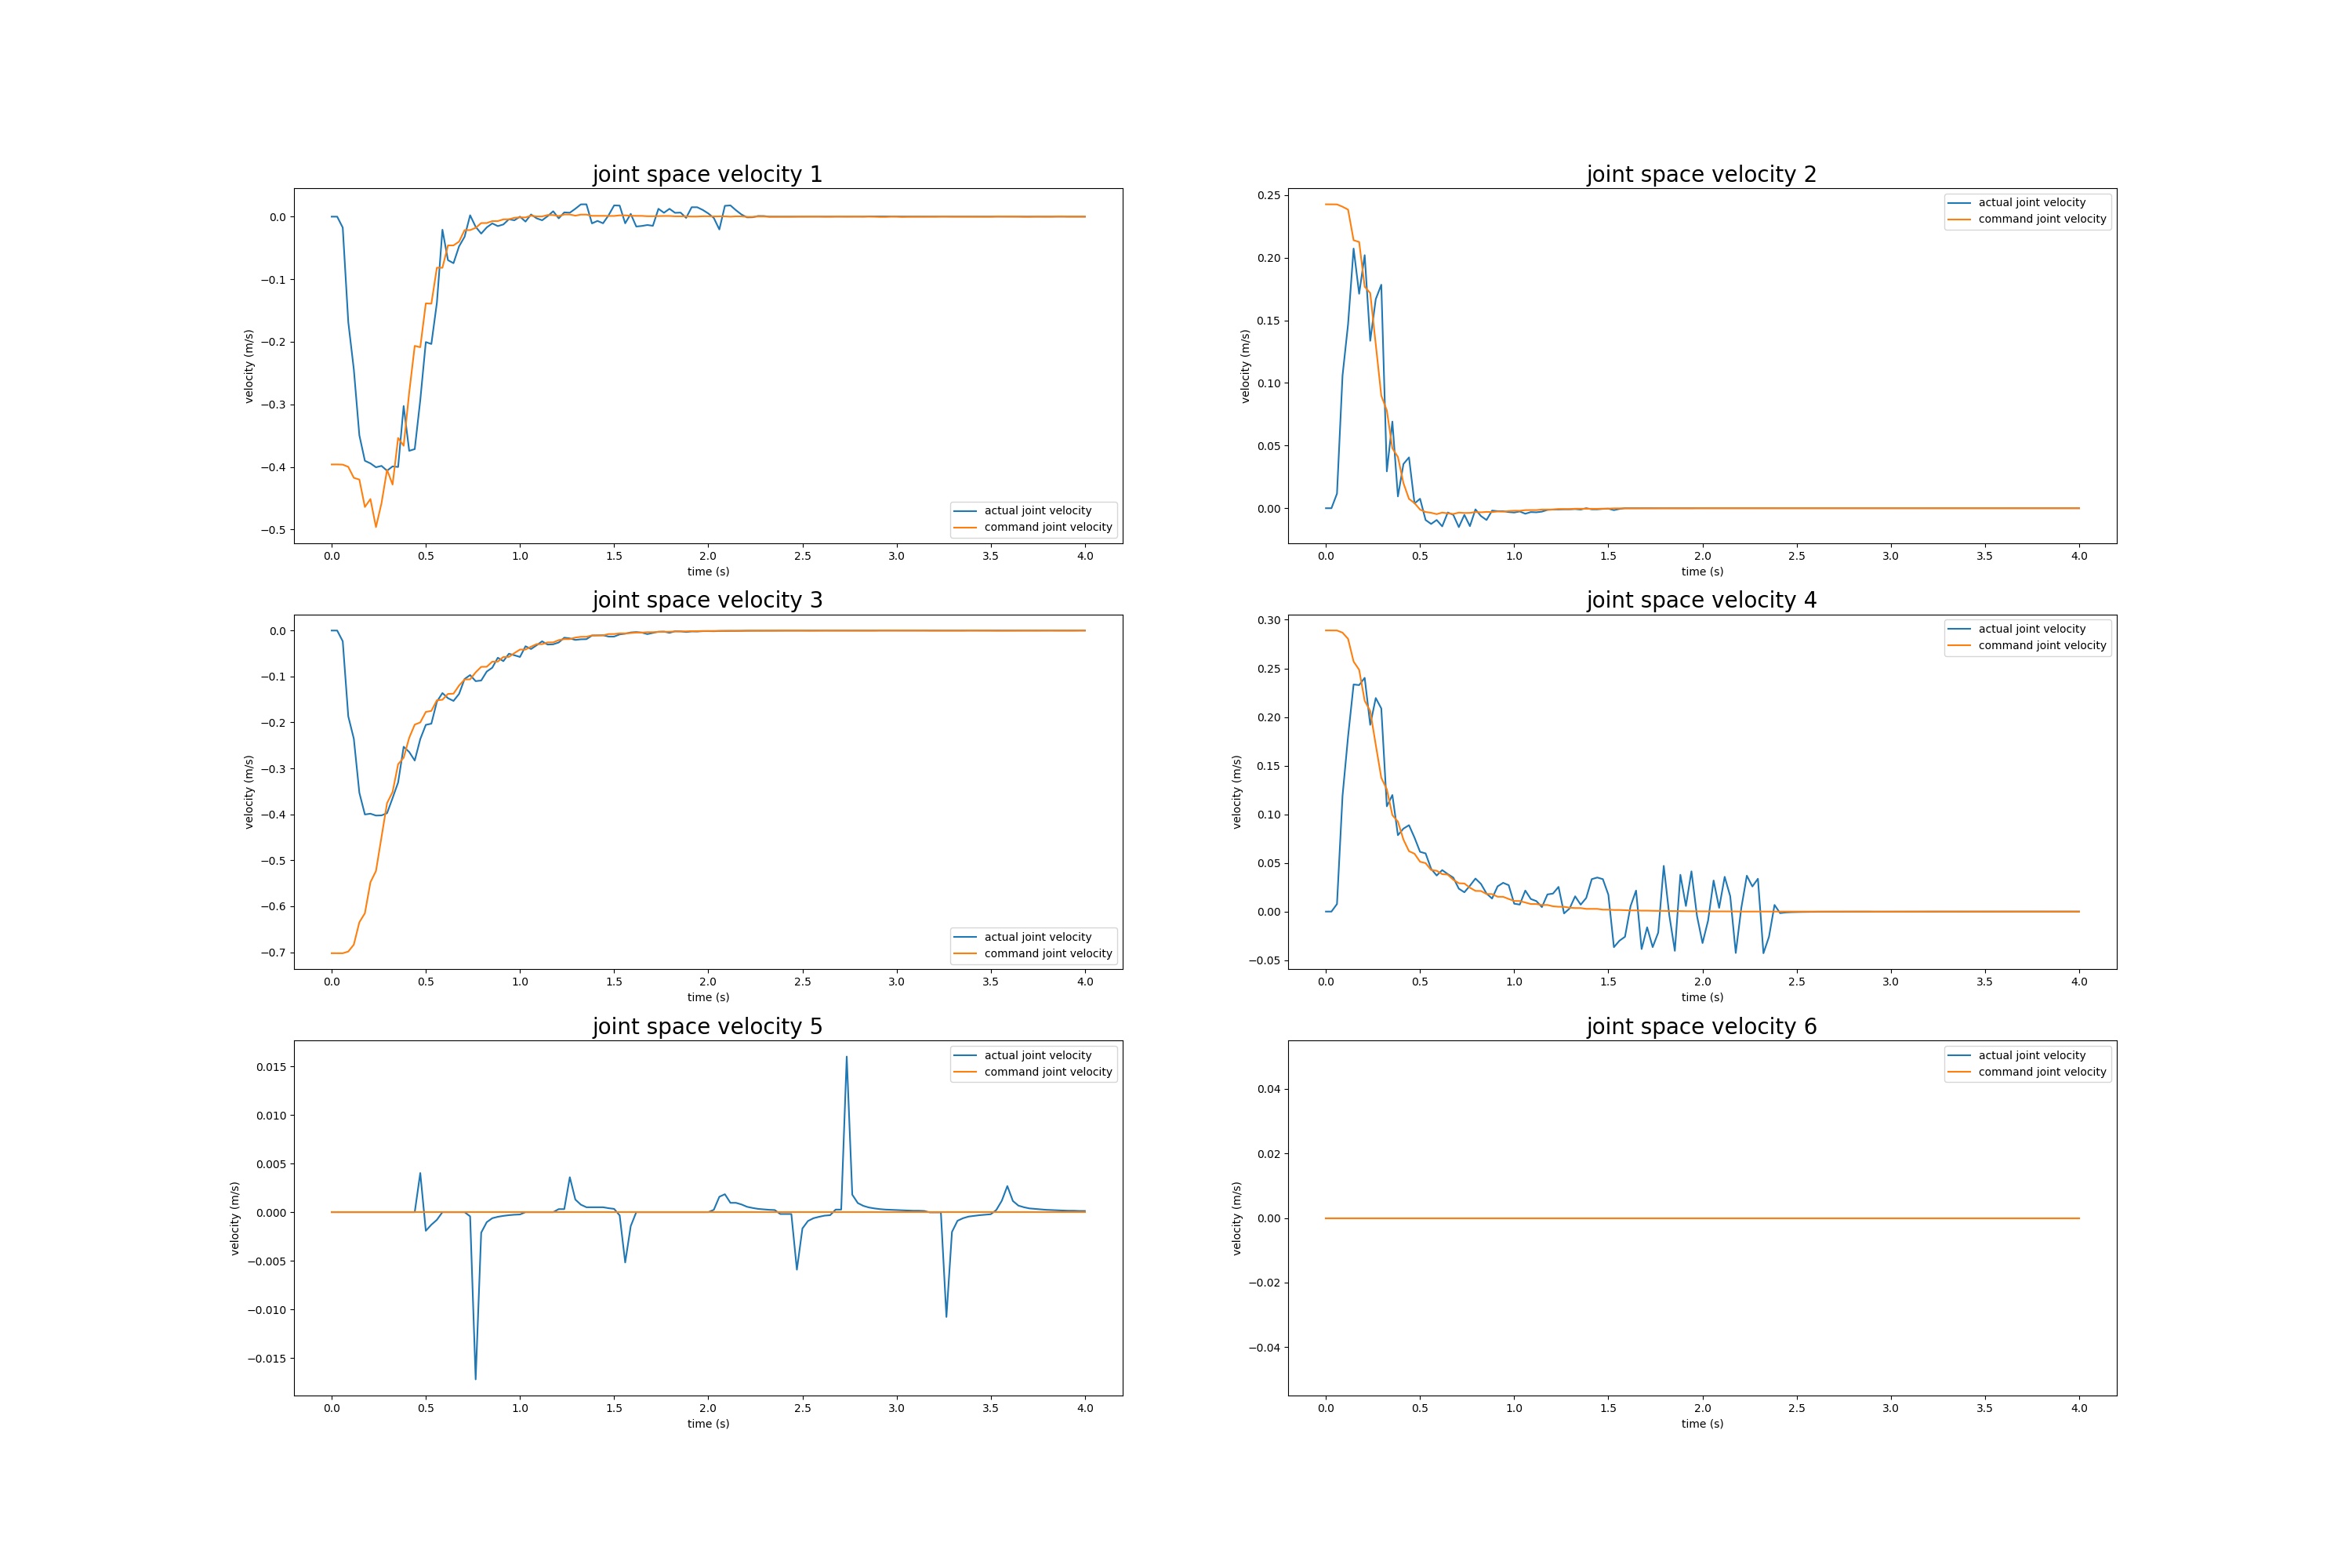 joint space velocity 1
velocity (m/s)
0.0
−0.1
−0.2
−0.3
−0.4
−0.5
actual joint velocity
command joint velocity
0.0 0.5 1.0 1.5 2.0 2.5 3.0 3.5 4.0
time (s)
joint space velocity 2
velocity (m/s)
0.25
0.20
0.15
0.10
0.05
0.00
actual joint velocity
command joint velocity
0.0 0.5 1.0 1.5 2.0 2.5 3.0 3.5 4.0
time (s)
joint space velocity 3
velocity (m/s)
0.0
−0.1
−0.2
−0.3
−0.4
−0.5
−0.6
−0.7
actual joint velocity
command joint velocity
0.0 0.5 1.0 1.5 2.0 2.5 3.0 3.5 4.0
time (s)
joint space velocity 4
velocity (m/s)
0.30
0.25
0.20
0.15
0.10
0.05
0.00
−0.05
actual joint velocity
command joint velocity
0.0 0.5 1.0 1.5 2.0 2.5 3.0 3.5 4.0
time (s)
joint space velocity 5
velocity (m/s)
0.015
0.010
0.005
0.000
−0.005
−0.010
−0.015
actual joint velocity
command joint velocity
0.0 0.5 1.0 1.5 2.0 2.5 3.0 3.5 4.0
time (s)
joint space velocity 6
velocity (m/s)
0.04
0.02
0.00
−0.02
−0.04
actual joint velocity
command joint velocity
0.0 0.5 1.0 1.5 2.0 2.5 3.0 3.5 4.0
time (s)